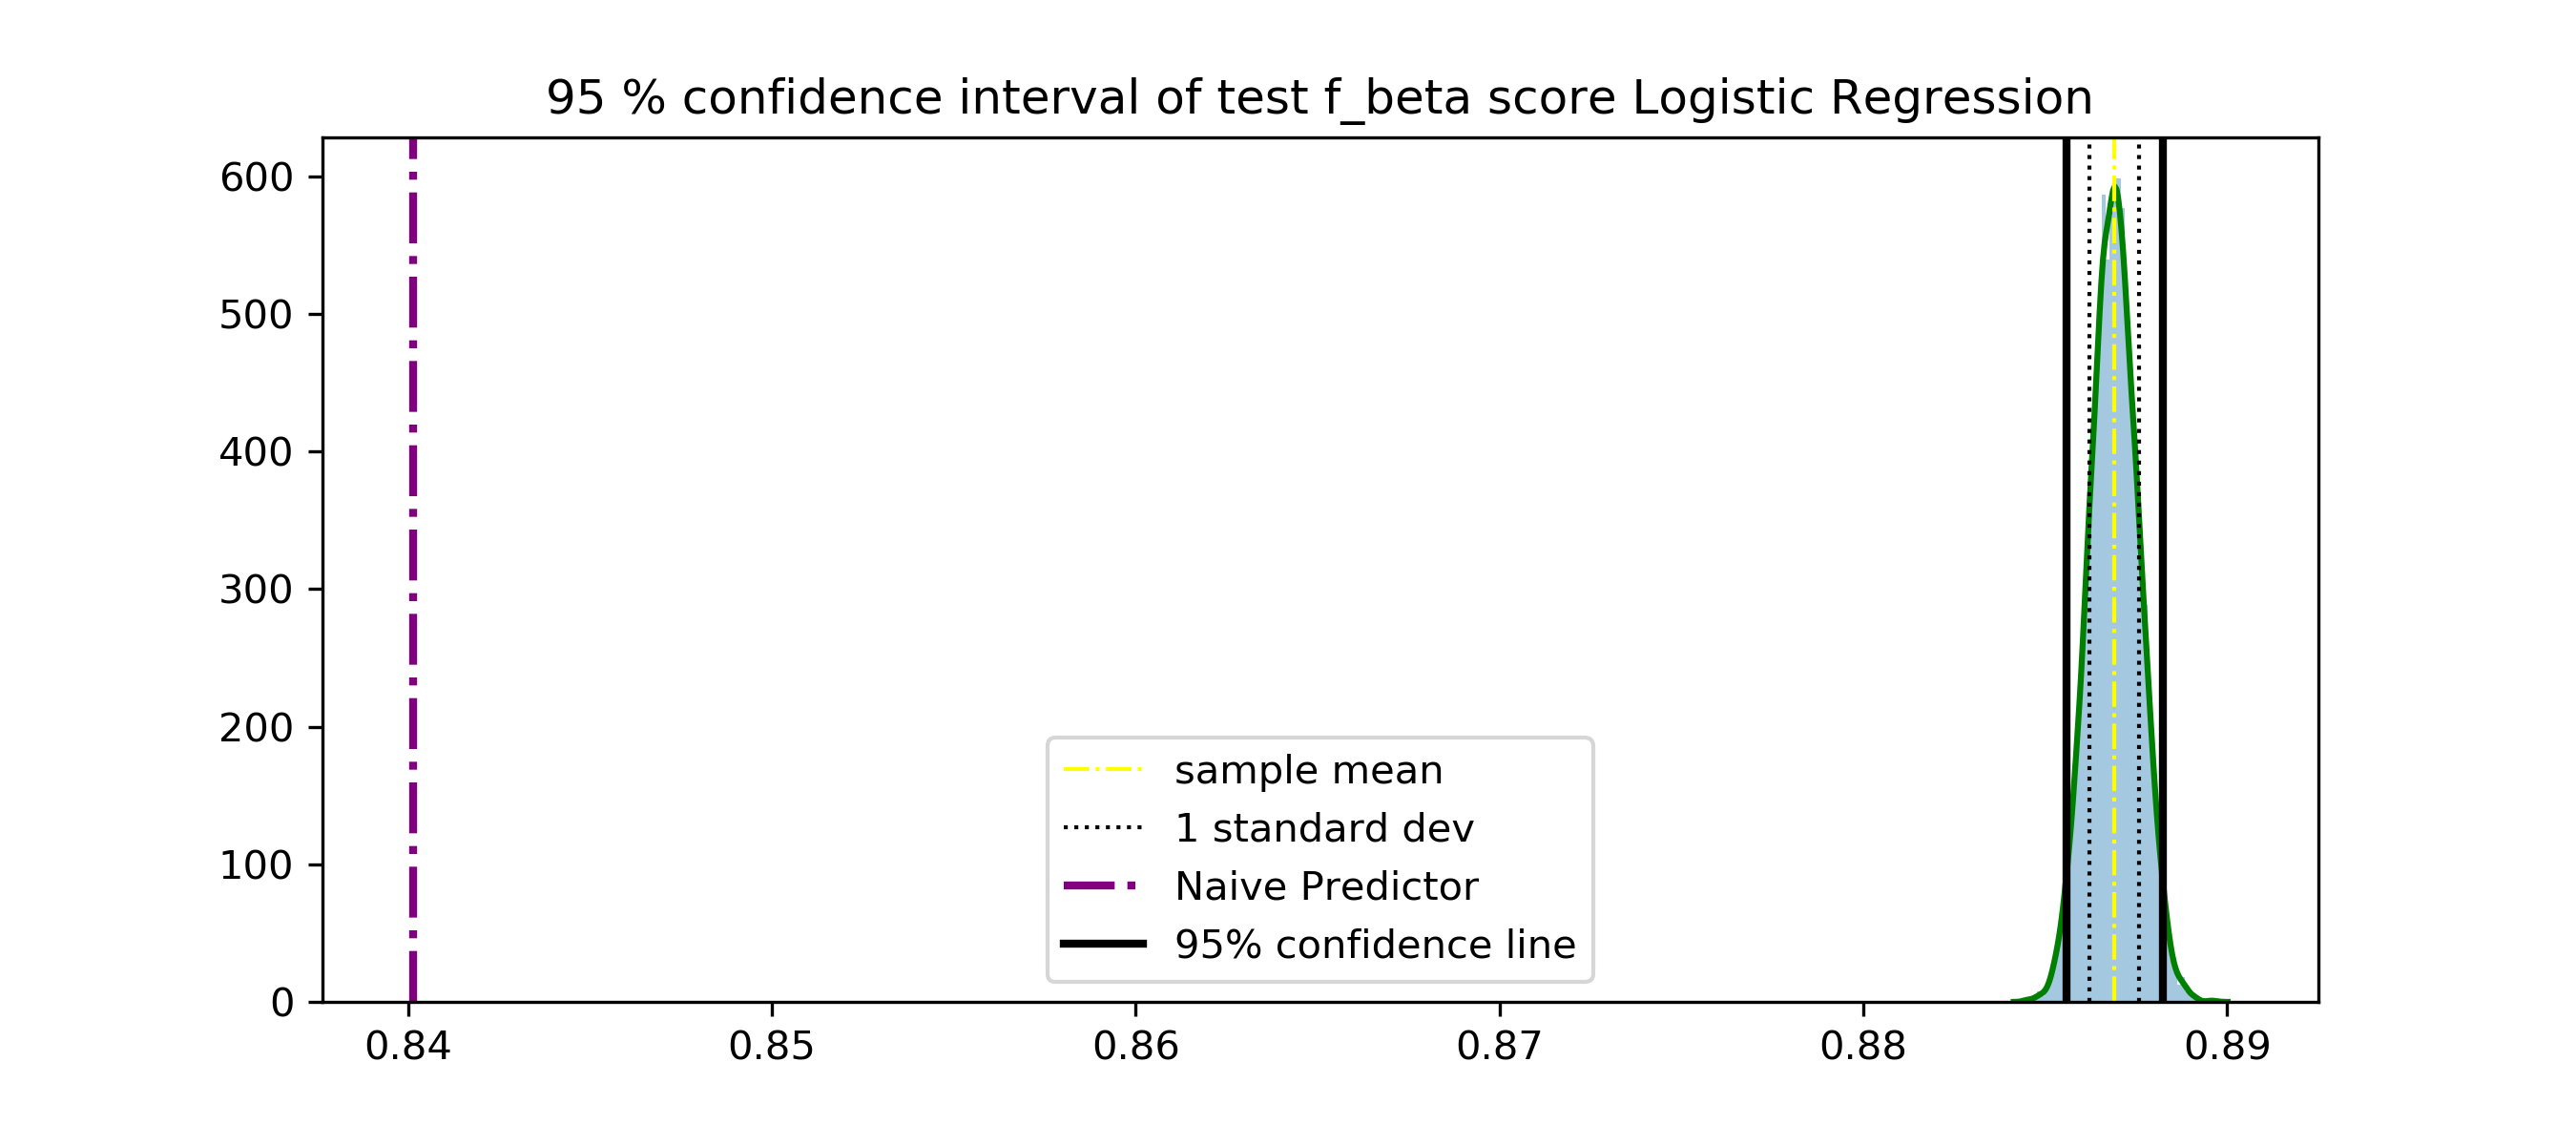 95 % confidence interval of test f_beta score Logistic Regression
600
500
400
300
200
100
0
sample mean
1 standard dev
Naive Predictor
95% confidence line
0.84 0.85 0.86 0.87 0.88 0.89